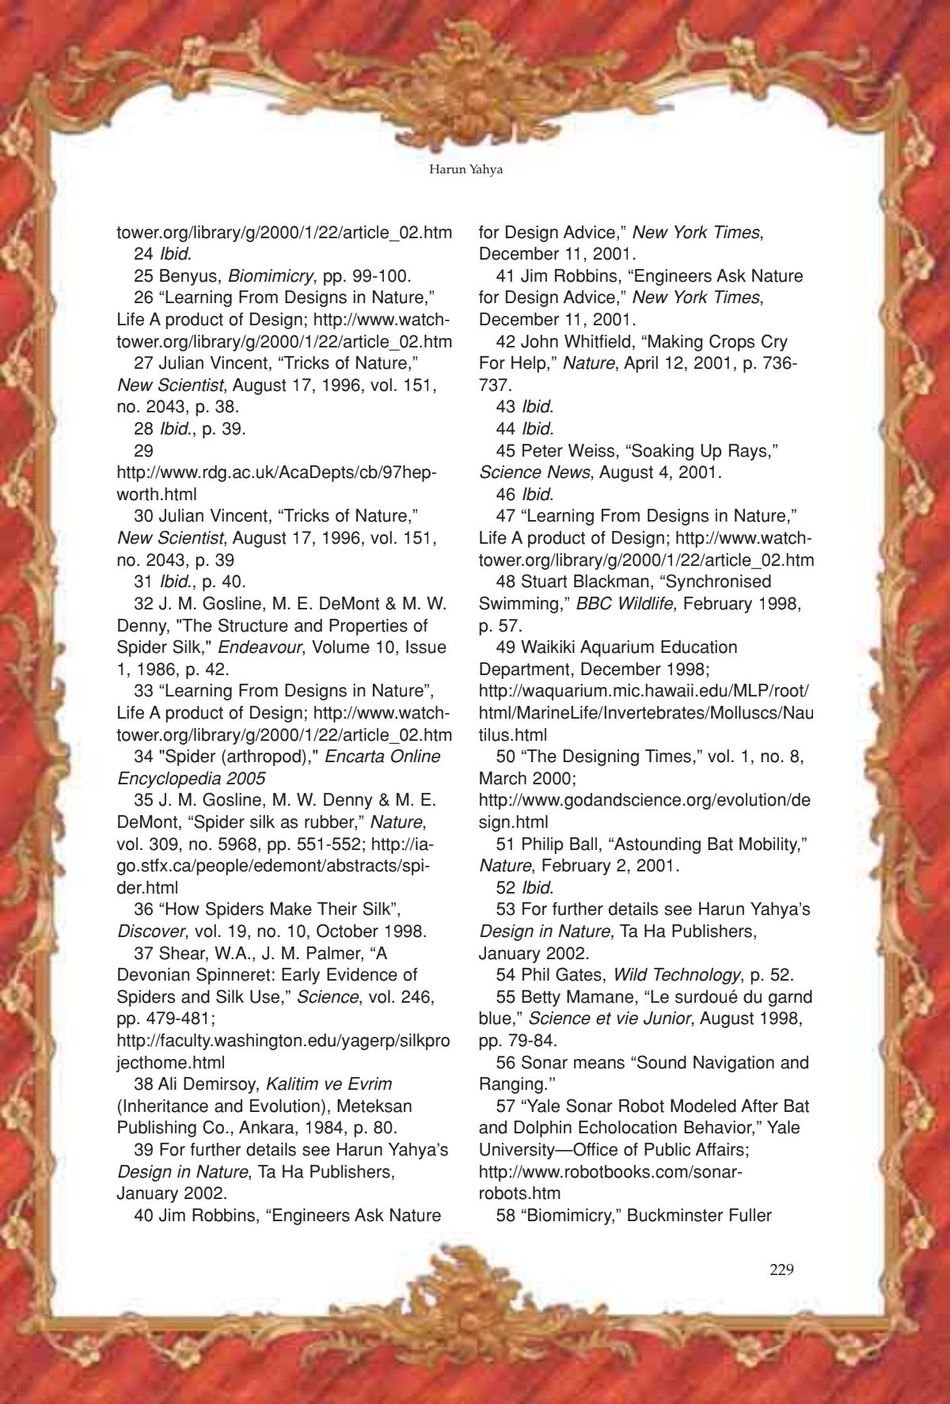 Harun Yahya
tower.org/library/g/2000/1/22/article_02.htm
24 Ibid.
25 Benyus, Biomimicry, pp. 99-100.
26 “Learning From Designs in Nature,”
Life A product of Design; http://www.watch-
tower.org/library/g/2000/1/22/article_02.htm
27 Julian Vincent, “Tricks of Nature,”
New Scientist, August 17, 1996, vol. 151,
no. 2043, p. 38.
28 Ibid., p. 39.
29
http://www.rdg.ac.uk/AcaDepts/cb/97hep-
worth.html
30 Julian Vincent, “Tricks of Nature,”
New Scientist, August 17, 1996, vol. 151,
no. 2043, p. 39
31 Ibid., p. 40.
32 J. M. Gosline, M. E. DeMont & M. W.
Denny, "The Structure and Properties of
Spider Silk," Endeavour, Volume 10, Issue
1, 1986, p. 42.
33 “Learning From Designs in Nature”,
Life A product of Design; http://www.watch-
tower.org/library/g/2000/1/22/article_02.htm
34 "Spider (arthropod)," Encarta Online
Encyclopedia 2005
35 J. M. Gosline, M. W. Denny & M. E.
DeMont, “Spider silk as rubber,” Nature,
vol. 309, no. 5968, pp. 551-552; http://ia-
go.stfx.ca/people/edemont/abstracts/spi-
der.html
36 “How Spiders Make Their Silk”,
Discover, vol. 19, no. 10, October 1998.
37 Shear, W.A., J. M. Palmer, “A
Devonian Spinneret: Early Evidence of
Spiders and Silk Use,” Science, vol. 246,
pp. 479-481;
http://faculty.washington.edu/yagerp/silkpro
jecthome.html
38 Ali Demirsoy, Kalitim ve Evrim
(Inheritance and Evolution), Meteksan
Publishing Co., Ankara, 1984, p. 80.
39 For further details see Harun Yahya’s
Design in Nature, Ta Ha Publishers,
January 2002.
40 Jim Robbins, “Engineers Ask Nature
for Design Advice,” New York Times,
December 11, 2001.
41 Jim Robbins, “Engineers Ask Nature
for Design Advice,” New York Times,
December 11, 2001.
42 John Whitfield, “Making Crops Cry
For Help,” Nature, April 12, 2001, p. 736-
737.
43 Ibid.
44 Ibid.
45 Peter Weiss, “Soaking Up Rays,”
Science News, August 4, 2001.
46 Ibid.
47 “Learning From Designs in Nature,”
Life A product of Design; http://www.watch-
tower.org/library/g/2000/1/22/article_02.htm
48 Stuart Blackman, “Synchronised
Swimming,” BBC Wildlife, February 1998,
p. 57.
49 Waikiki Aquarium Education
Department, December 1998;
http://waquarium.mic.hawaii.edu/MLP/root/
html/MarineLife/Invertebrates/Molluscs/Nau
tilus.html
50 “The Designing Times,” vol. 1, no. 8,
March 2000;
http://www.godandscience.org/evolution/de
sign.html
51 Philip Ball, “Astounding Bat Mobility,”
Nature, February 2, 2001.
52 Ibid.
53 For further details see Harun Yahya’s
Design in Nature, Ta Ha Publishers,
January 2002.
54 Phil Gates, Wild Technology, p. 52.
55 Betty Mamane, “Le surdoué du garnd
blue,” Science et vie Junior, August 1998,
pp. 79-84.
56 Sonar means “Sound Navigation and
Ranging.”
57 “Yale Sonar Robot Modeled After Bat
and Dolphin Echolocation Behavior,” Yale
University—Office of Public Affairs;
http://www.robotbooks.com/sonar-
robots.htm
58 “Biomimicry,” Buckminster Fuller
229